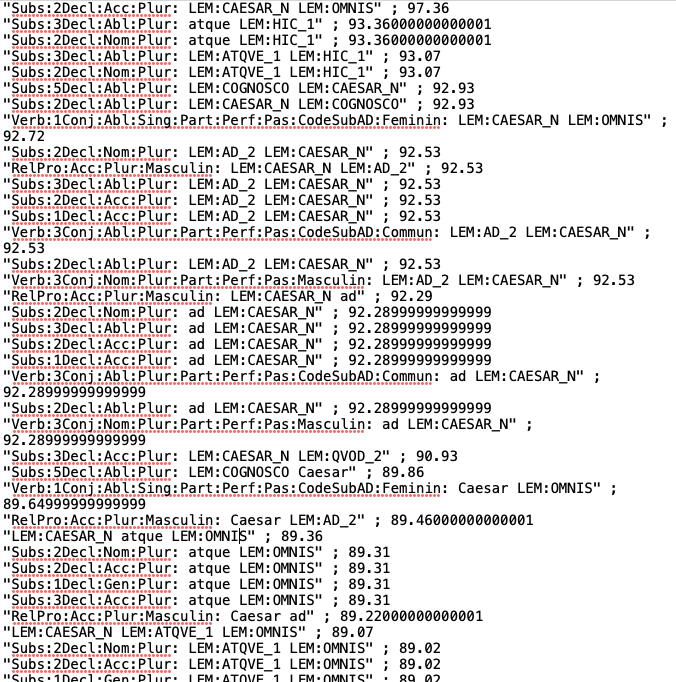 "Subs:2Decl:Acc:Plur: LEM:CAESAR_N LEM:OMNIS" ; 97.36
"Subs:3Decl:Abl:Plur: atque LEM:HIC_1" ; 93.36000000000001
"Subs:2Decl:Nom:Plur: atque LEM:HIC_1" ; 93.36000000000001
"Subs:3Decl:Abl:Plur: LEM:ATQVE_1 LEM:HIC_1" ; 93.07
"Subs:2Decl:Nom:Plur: LEM:ATQVE_1 LEM:HIC_1" ; 93.07
"Subs:5Decl:Abl:Plur: LEM:COGNOSCO LEM:CAESAR_N" ; 92.93
"Subs:2Decl:Abl:Plur: LEM:CAESAR_N LEM:COGNOSCO" ; 92.93
"Verb:1Conj:Abl:Sing:Part:Perf:Pas:CodeSubAD:Feminin: LEM:CAESAR_N LEM:OMNIS" ;
92.72
"Subs:2Decl:Nom:Plur: LEM:AD_2 LEM:CAESAR_N" ; 92.53
"RelPro:Acc:Plur:Masculin: LEM:CAESAR_N LEM:AD_2" ; 92.53
"Subs:3Decl:Abl:Plur: LEM:AD_2 LEM:CAESAR_N" ; 92.53
"Subs:2Decl:Acc:Plur: LEM:AD_2 LEM:CAESAR_N" ; 92.53
"Subs:1Decl:Acc:Plur: LEM:AD_2 LEM:CAESAR_N" ; 92.53
"Verb:3Conj:Abl:Plur:Part:Perf:Pas:CodeSubAD:Commun: LEM:AD_2 LEM:CAESAR_N" ;
92.53
"Subs:2Decl:Abl:Plur: LEM:AD_2 LEM:CAESAR_N" ; 92.53
"Verb:3Conj:Nom:Plur:Part:Perf:Pas:Masculin: LEM:AD_2 LEM:CAESAR_N" ; 92.53
"RelPro:Acc:Plur:Masculin: LEM:CAESAR_N ad" ; 92.29
"Subs:2Decl:Nom:Plur: ad LEM:CAESAR_N" ; 92.28999999999999
"Subs:3Decl:Abl:Plur: ad LEM:CAESAR_N" ; 92.28999999999999
"Subs:2Decl:Acc:Plur: ad LEM:CAESAR_N" ; 92.28999999999999
"Subs:1Decl:Acc:Plur: ad LEM:CAESAR_N" ; 92.28999999999999
"Verb:3Conj:Abl:Plur:Part:Perf:Pas:CodeSubAD:Commun: ad LEM:CAESAR_N" ;
92.28999999999999
"Subs:2Decl:Abl:Plur: ad LEM:CAESAR_N" ; 92.28999999999999
"Verb:3Conj:Nom:Plur:Part:Perf:Pas:Masculin: ad LEM:CAESAR_N" ;
92.28999999999999
"Subs:3Decl:Acc:Plur: LEM:CAESAR_N LEM:QVOD_2" ; 90.93
"Subs:5Decl:Abl:Plur: LEM:COGNOSCO Caesar" ; 89.86
"Verb:1Conj:Abl:Sing:Part:Perf:Pas:CodeSubAD:Feminin: Caesar LEM:OMNIS" ;
89.64999999999999
"RelPro:Acc:Plur:Masculin: Caesar LEM:AD_2" ; 89.46000000000001
"LEM:CAESAR_N atque LEM:OMNIS" ; 89.36
"Subs:2Decl:Nom:Plur: atque LEM:OMNIS" ; 89.31
"Subs:2Decl:Acc:Plur: atque LEM:OMNIS" ; 89.31
"Subs:1Decl:Gen:Plur: atque LEM:OMNIS" ; 89.31
"Subs:3Decl:Acc:Plur: atque LEM:OMNIS" ; 89.31
"RelPro:Acc:Plur:Masculin: Caesar ad" ; 89.22000000000001
"LEM:CAESAR_N LEM:ATQVE_1 LEM:OMNIS" ; 89.07
"Subs:2Decl:Nom:Plur: LEM:ATQVE_1 LEM:OMNIS" ; 89.02
"Subs:2Decl:Acc:Plur: LEM:ATQVE_1 LEM:OMNIS" ; 89.02
"Subs:1Decl:Gen:Plur: LEM:ATQVE_1 LEM:OMNIS" ; 89.02